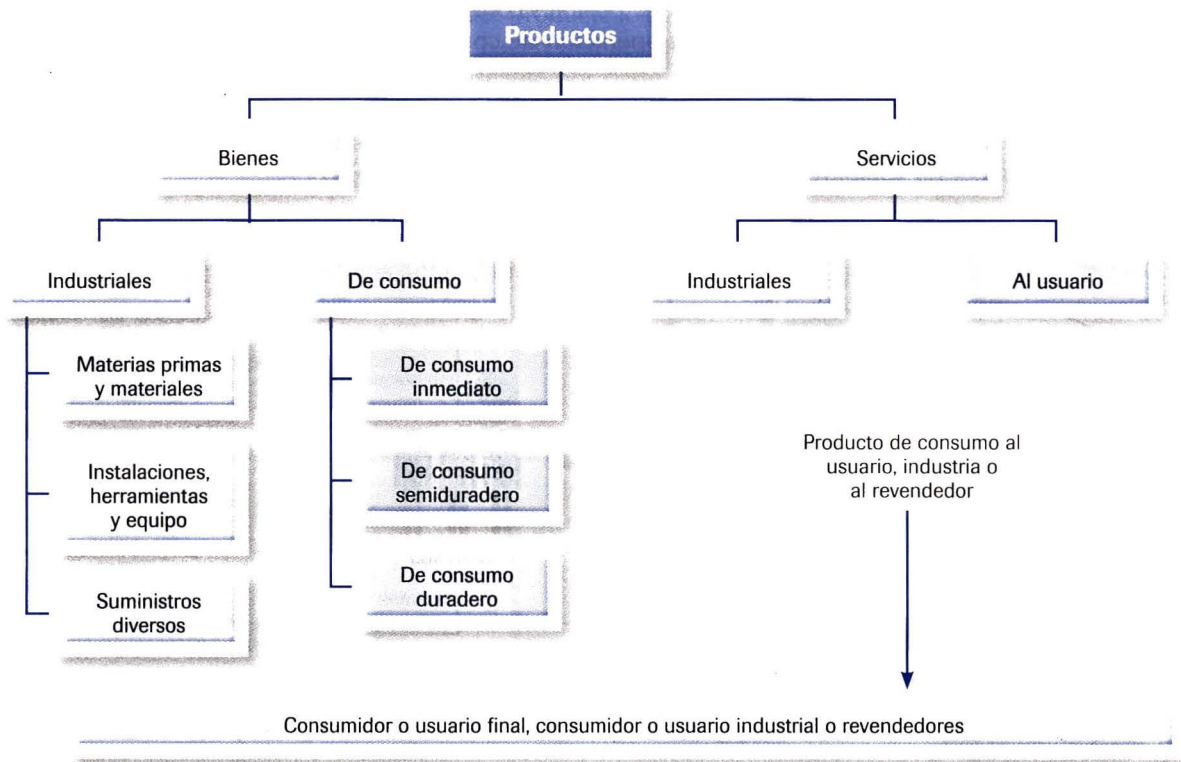 Productos
Bienes
Servicios
Industriales
De consumo
Industriales
Al usuario
Materias primas
y materiales
De consumo
inmediato
Instalaciones,
herramientas
y equipo
De consumo
semiduradero
Producto de consumo al
usuario, industria o
al revendedor
Suministros
diversos
De consumo
duradero
Consumidor o usuario final, consumidor o usuario industrial o revendedores